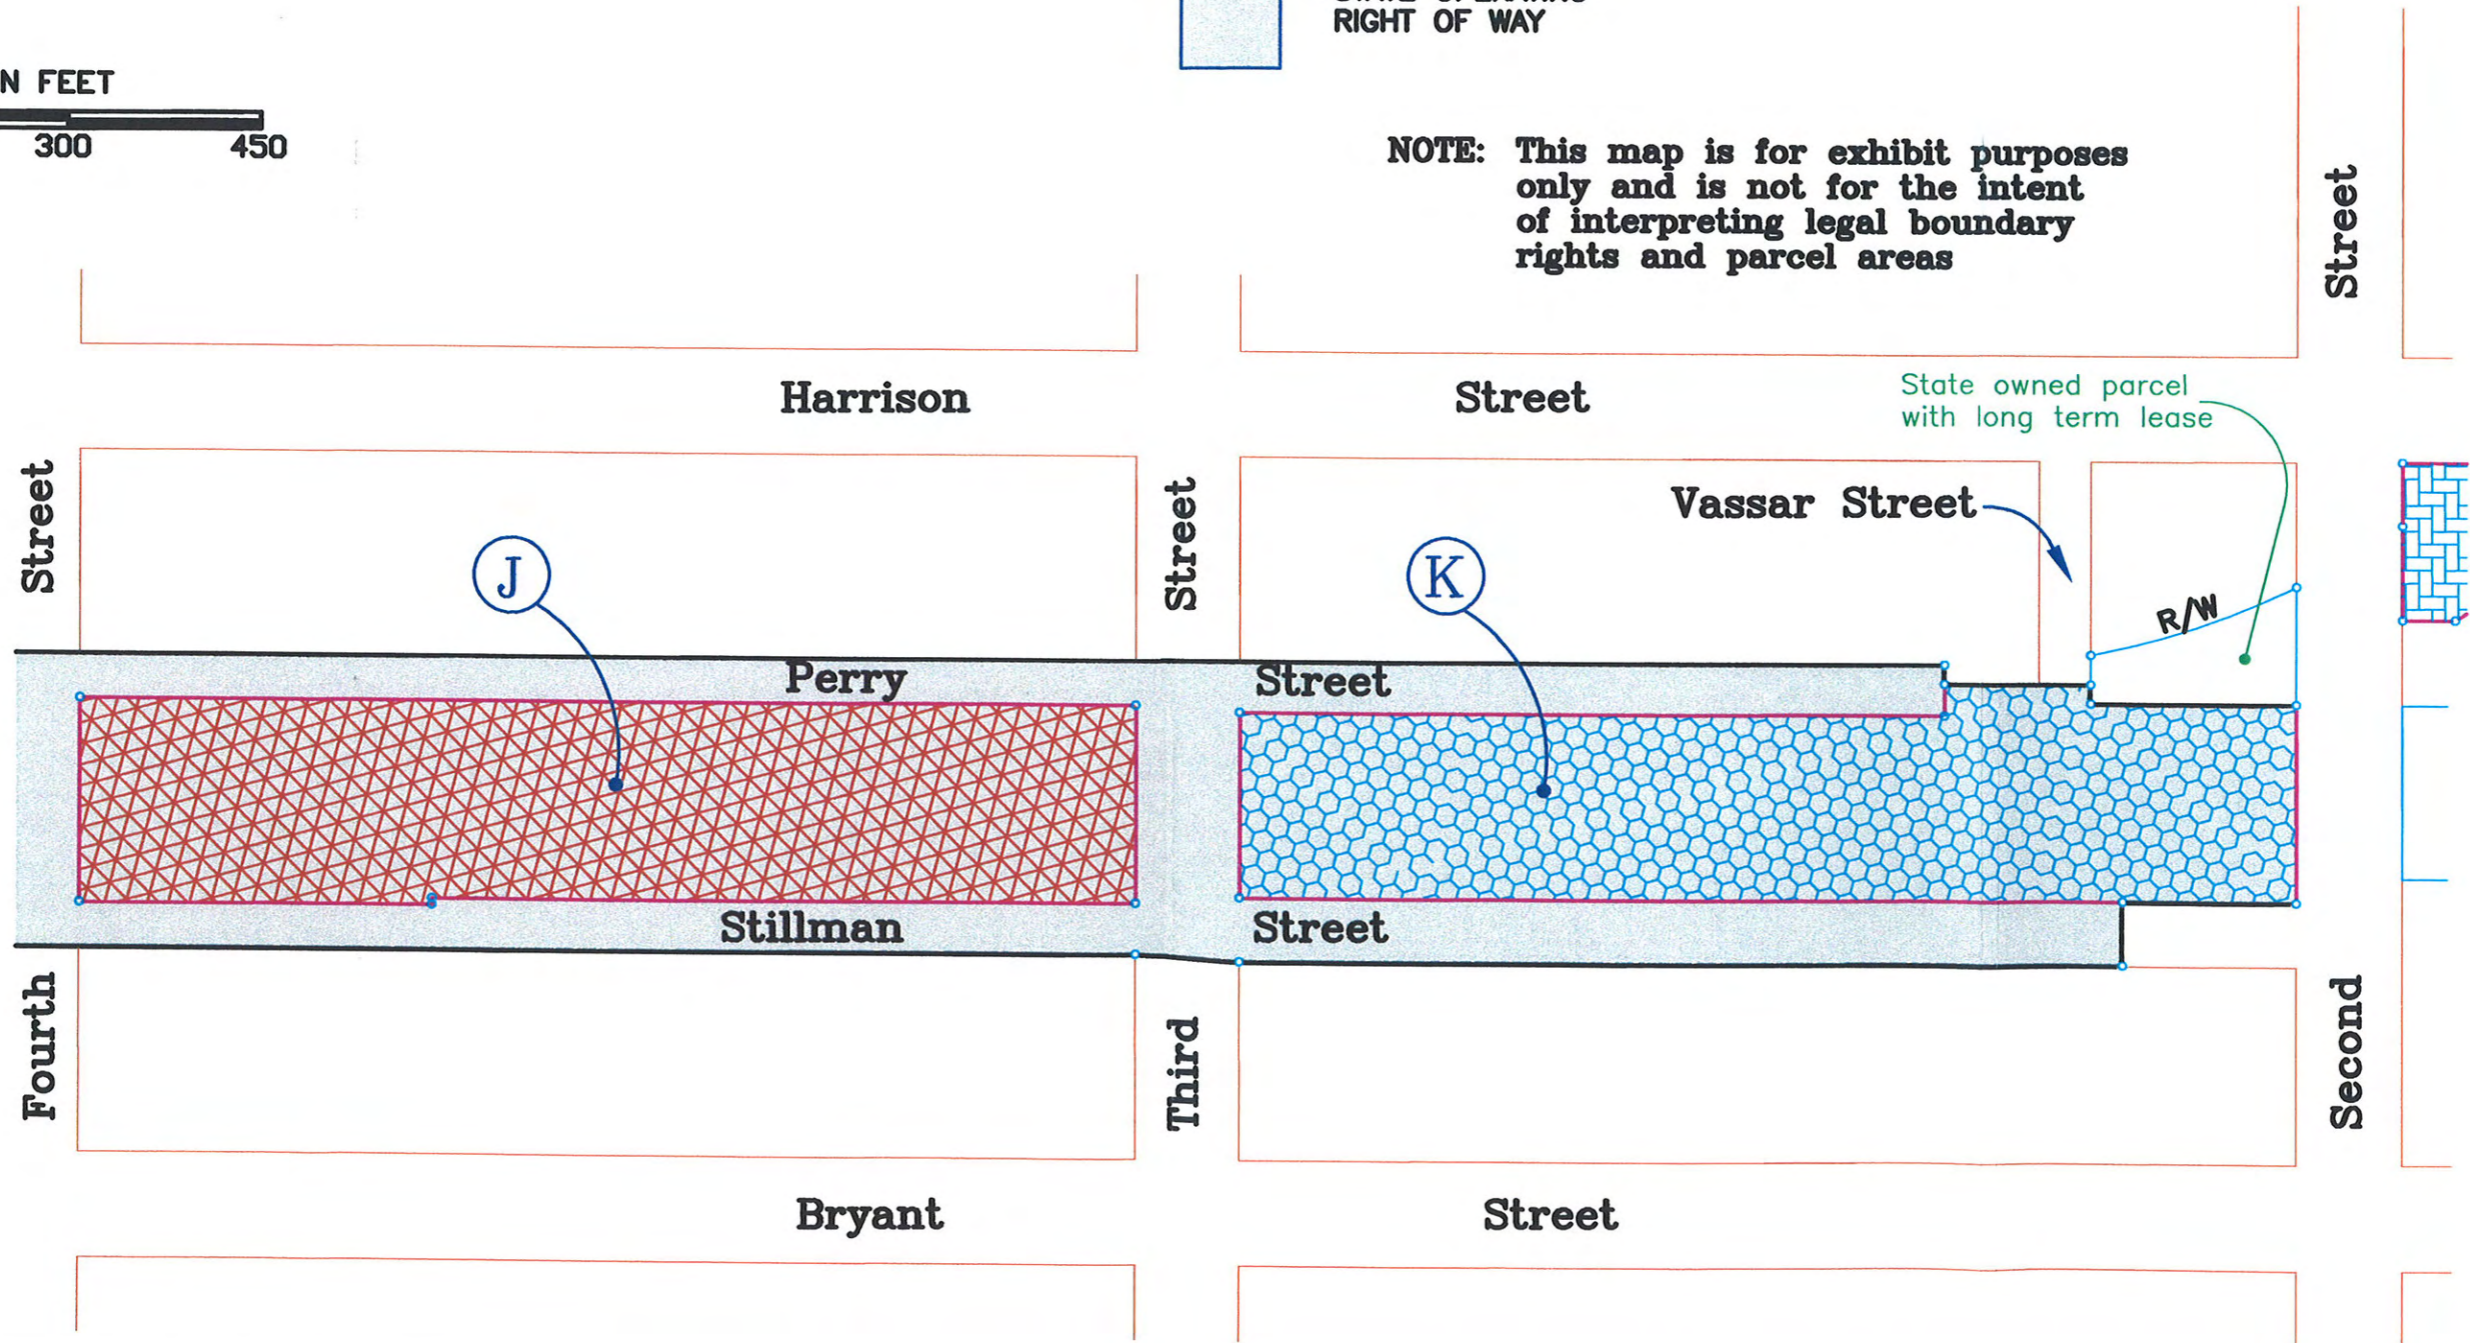 RIGHT OF WAY
N FEET
300 450
NOTE: This map is for exhibit purposes
only and is not for the intent
of interpreting legal boundary
rights and parcel areas
Street
Harrison Street
State owned parcel
with long term lease
Street
Street
Vassar Street
J
K
R/W
Perry Street
Stillman Street
Fourth
Third
Second
Bryant Street